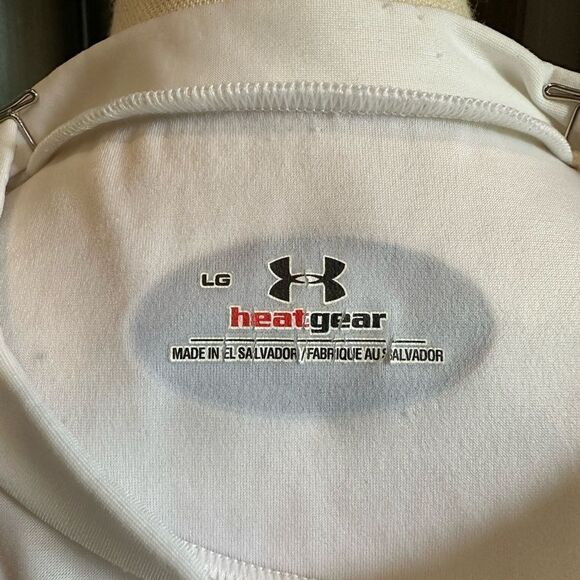 LG
heatgear
MADE IN EL SALVADOR / FABRIQUE AU SALVADOR